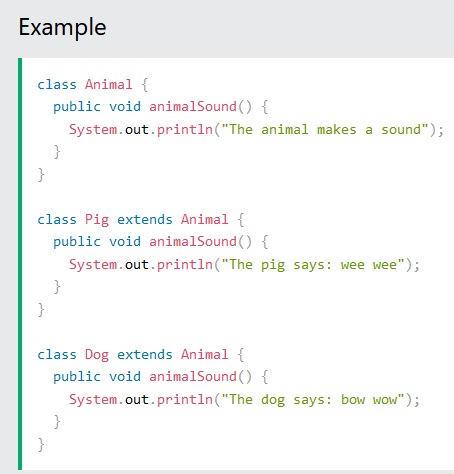 Example
class Animal {
  public void animalSound() {
    System.out.println("The animal makes a sound");
  }
}

class Pig extends Animal {
  public void animalSound() {
    System.out.println("The pig says: wee wee");
  }
}

class Dog extends Animal {
  public void animalSound() {
    System.out.println("The dog says: bow wow");
  }
}